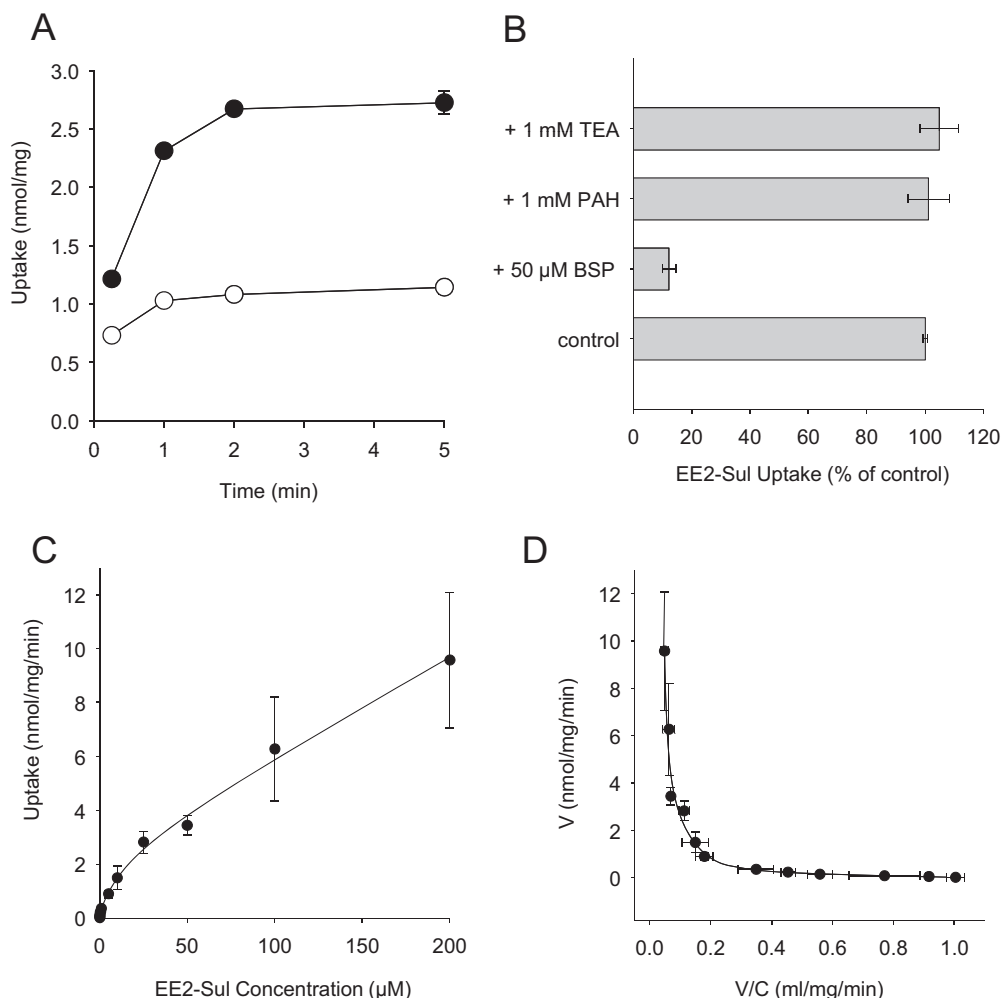 A
3.0
2.5
2.0
1.5
1.0
0.5
0.0
Uptake (nmol/mg)
0 1 2 3 4 5
Time (min)
B
+ 1 mM TEA
+ 1 mM PAH
+ 50 µM BSP
control
0 20 40 60 80 100 120
EE2-Sul Uptake (% of control)
C
12
10
8
6
4
2
0
Uptake (nmol/mg/min)
0 50 100 150 200
EE2-Sul Concentration (µM)
D
12
10
8
6
4
2
0
V (nmol/mg/min)
0.0 0.2 0.4 0.6 0.8 1.0
V/C (ml/mg/min)